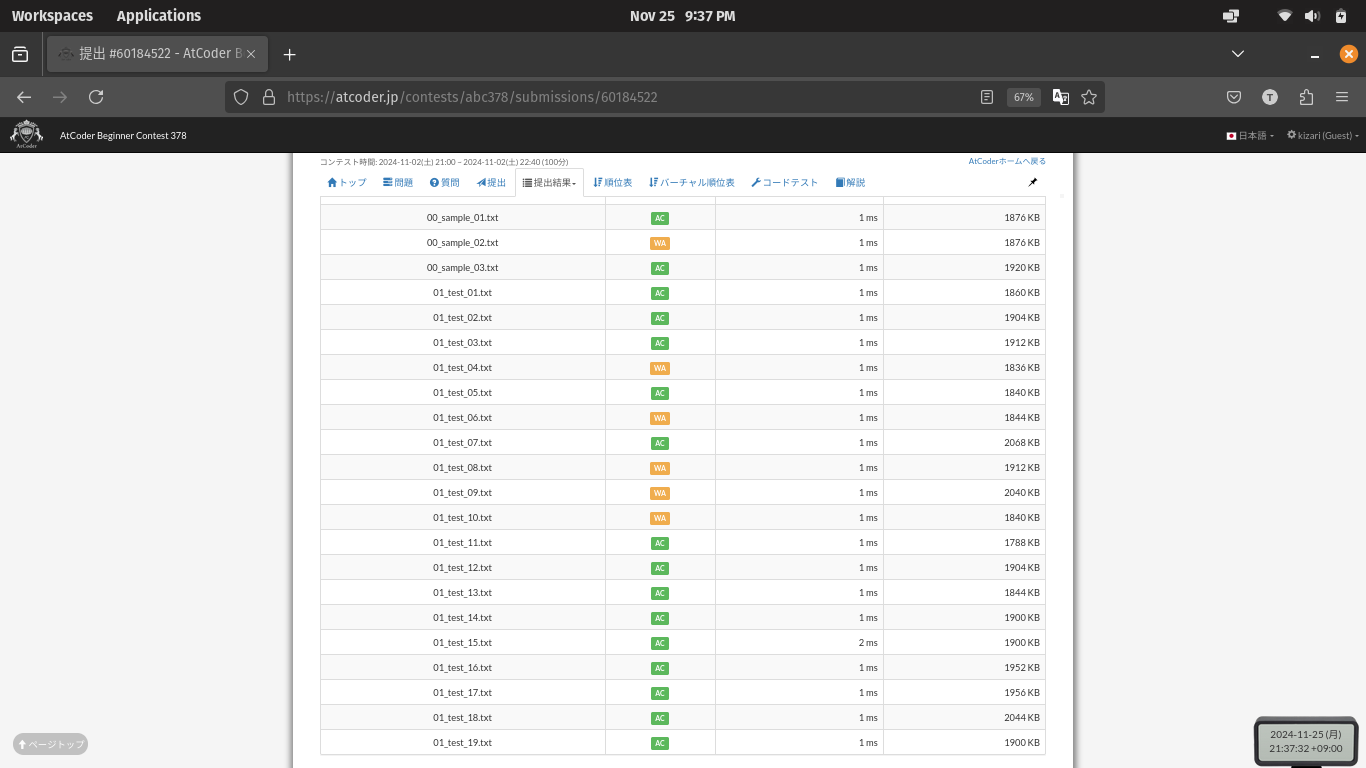 Workspaces Applications Nov 25 9:37 PM
提出 #60184522 - AtCoder B
https://atcoder.jp/contests/abc378/submissions/60184522 67% T
AtCoder Beginner Contest 378 日本語 kizari (Guest)
コンテスト時間: 2024-11-02(土) 21:00 ~ 2024-11-02(土) 22:40 (100分) AtCoderホームへ戻る
トップ 問題 質問 提出 提出結果 順位表 バーチャル順位表 コードテスト 解説
00_sample_01.txt AC 1 ms 1876 KB
00_sample_02.txt WA 1 ms 1876 KB
00_sample_03.txt AC 1 ms 1920 KB
01_test_01.txt AC 1 ms 1860 KB
01_test_02.txt AC 1 ms 1904 KB
01_test_03.txt AC 1 ms 1912 KB
01_test_04.txt WA 1 ms 1836 KB
01_test_05.txt AC 1 ms 1840 KB
01_test_06.txt WA 1 ms 1844 KB
01_test_07.txt AC 1 ms 2068 KB
01_test_08.txt WA 1 ms 1912 KB
01_test_09.txt WA 1 ms 2040 KB
01_test_10.txt WA 1 ms 1840 KB
01_test_11.txt AC 1 ms 1788 KB
01_test_12.txt AC 1 ms 1904 KB
01_test_13.txt AC 1 ms 1844 KB
01_test_14.txt AC 1 ms 1900 KB
01_test_15.txt AC 2 ms 1900 KB
01_test_16.txt AC 1 ms 1952 KB
01_test_17.txt AC 1 ms 1956 KB
01_test_18.txt AC 1 ms 2044 KB
01_test_19.txt AC 1 ms 1900 KB
ページトップ
2024-11-25 (月)
21:37:32 +09:00